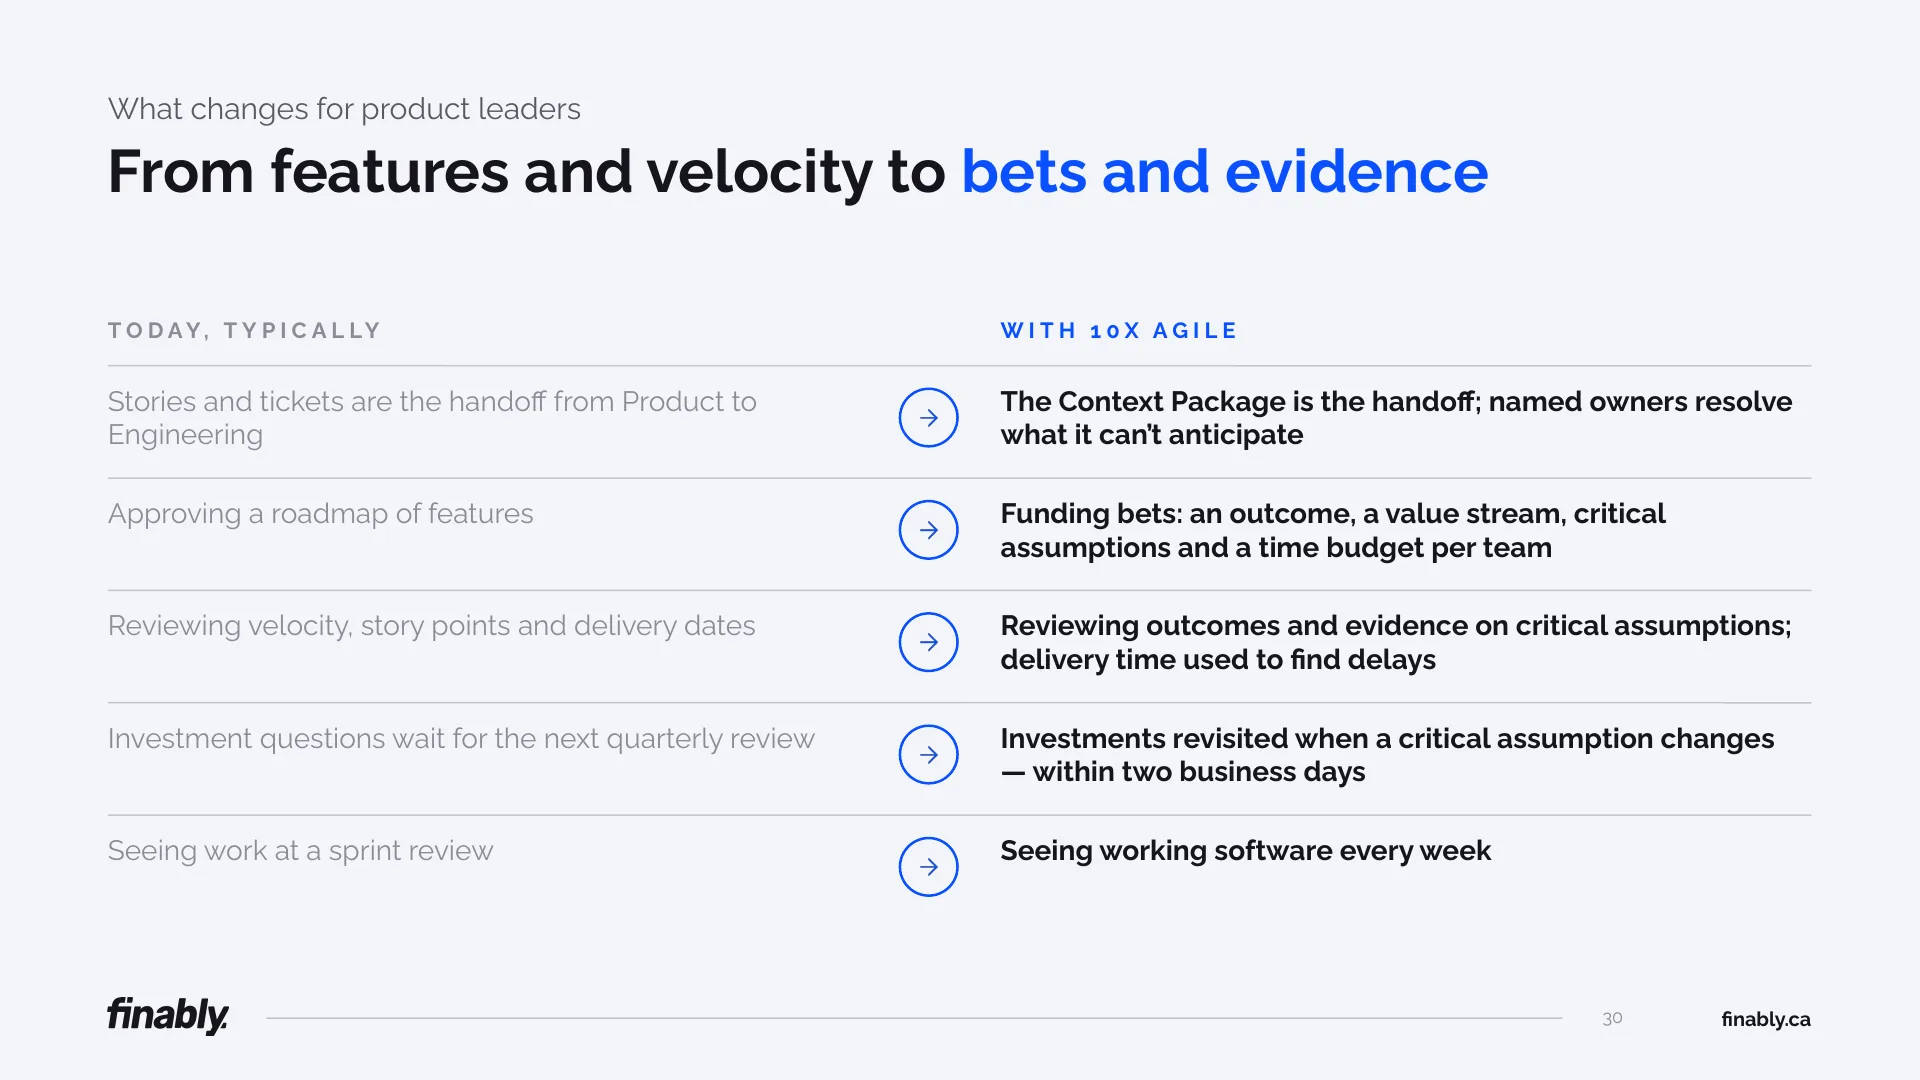 What changes for product leaders
From features and velocity to bets and evidence
TODAY, TYPICALLY
WITH 10X AGILE
Stories and tickets are the handoff from Product to
Engineering
The Context Package is the handoff; named owners resolve
what it can’t anticipate
Approving a roadmap of features
Funding bets: an outcome, a value stream, critical
assumptions and a time budget per team
Reviewing velocity, story points and delivery dates
Reviewing outcomes and evidence on critical assumptions;
delivery time used to find delays
Investment questions wait for the next quarterly review
Investments revisited when a critical assumption changes
— within two business days
Seeing work at a sprint review
Seeing working software every week
finably.
30
finably.ca